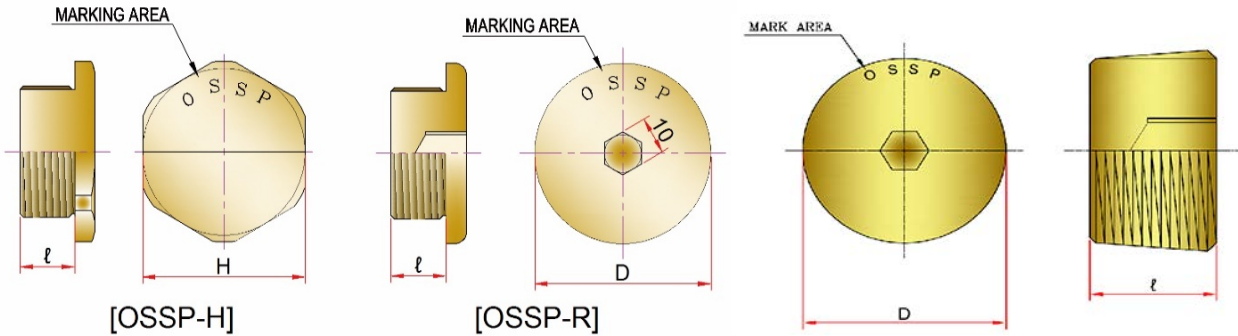 MARKING AREA
O S S P
ℓ
H
[OSSP-H]
MARKING AREA
O S S P
10
ℓ
D
[OSSP-R]
MARK AREA
O S S P
D
ℓ